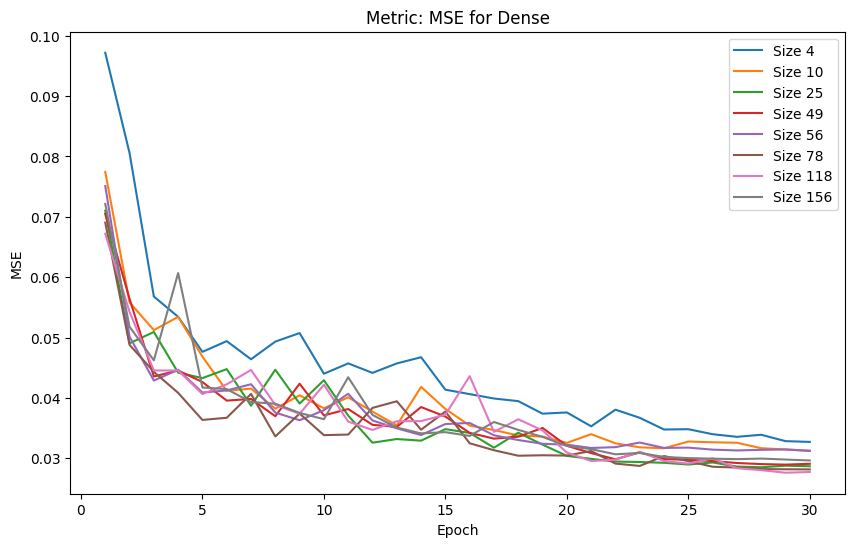 Metric: MSE for Dense
0.10
0.09
0.08
0.07
0.06
0.05
0.04
0.03
MSE
Size 4
Size 10
Size 25
Size 49
Size 56
Size 78
Size 118
Size 156
0 5 10 15 20 25 30
Epoch